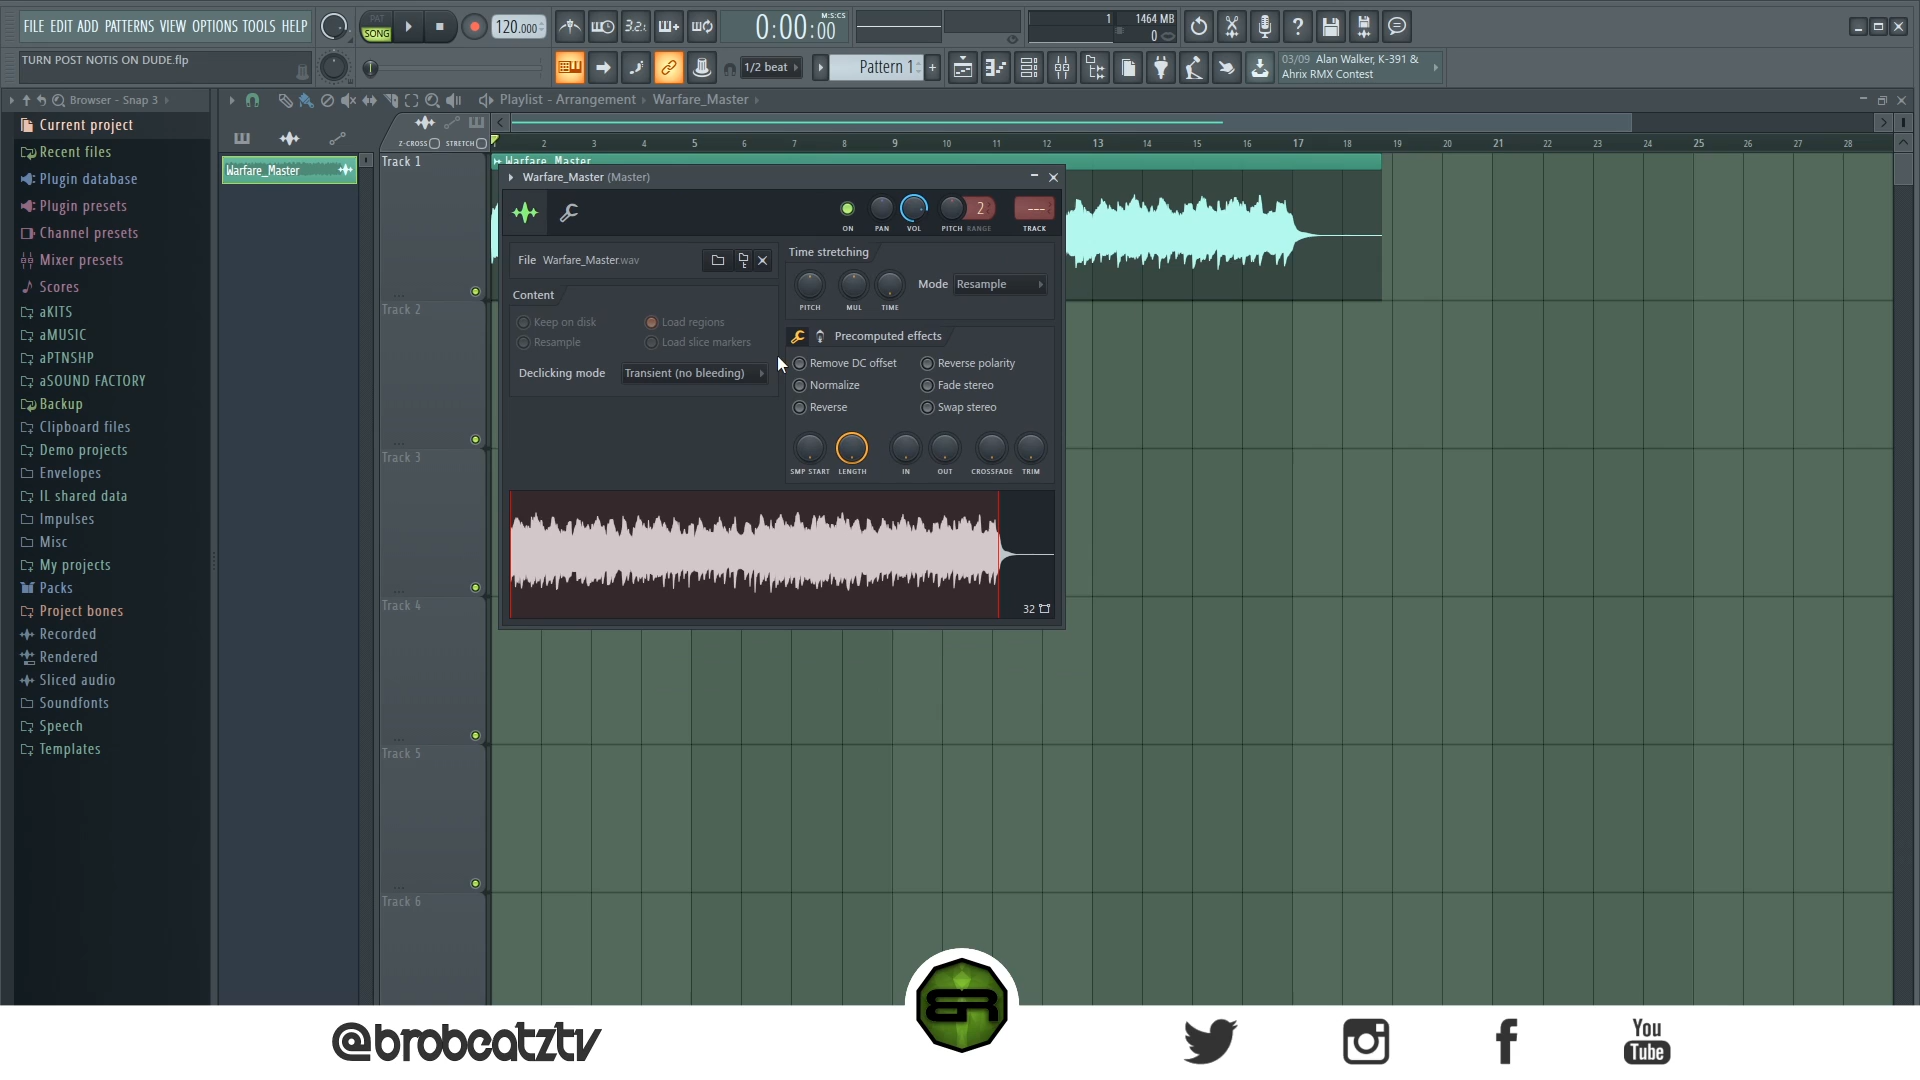 FILE EDIT ADD PATTERNS VIEW OPTIONS TOOLS HELP
TURN POST NOTIS ON DUDE.flp
PAT
SONG
120.000
3.2.
0:00:00
M:S:CS
1
1464 MB
0
1/2 beat
Pattern 1
03/09 Alan Walker, K-391 &
Ahrix RMX Contest
Browser - Snap 3
Current project
Recent files
Plugin database
Plugin presets
Channel presets
Mixer presets
Scores
aKITS
aMUSIC
aPTNSHP
aSOUND FACTORY
Backup
Clipboard files
Demo projects
Envelopes
IL shared data
Impulses
Misc
My projects
Packs
Project bones
Recorded
Rendered
Sliced audio
Soundfonts
Speech
Templates
Warfare_Master
Playlist - Arrangement
Warfare_Master
Z-CROSS STRETCH
2 3 4 5 6 7 8 9 10 11 12 13 14 15 16 17 18 19 20 21 22 23 24 25 26 27 28
Track 1
Track 2
Track 3
Track 4
Track 5
Track 6
Warfare_Master
Warfare_Master (Master)
ON
PAN
VOL
PITCH
RANGE
2
---
TRACK
File Warfare_Master.wav
Content
Keep on disk
Load regions
Resample
Load slice markers
Declicking mode
Transient (no bleeding)
Time stretching
PITCH
MUL
TIME
Mode
Resample
Precomputed effects
Remove DC offset
Reverse polarity
Normalize
Fade stereo
Reverse
Swap stereo
SMP START
LENGTH
IN
OUT
CROSSFADE
TRIM
32
@brobeatztv
BR
You
Tube